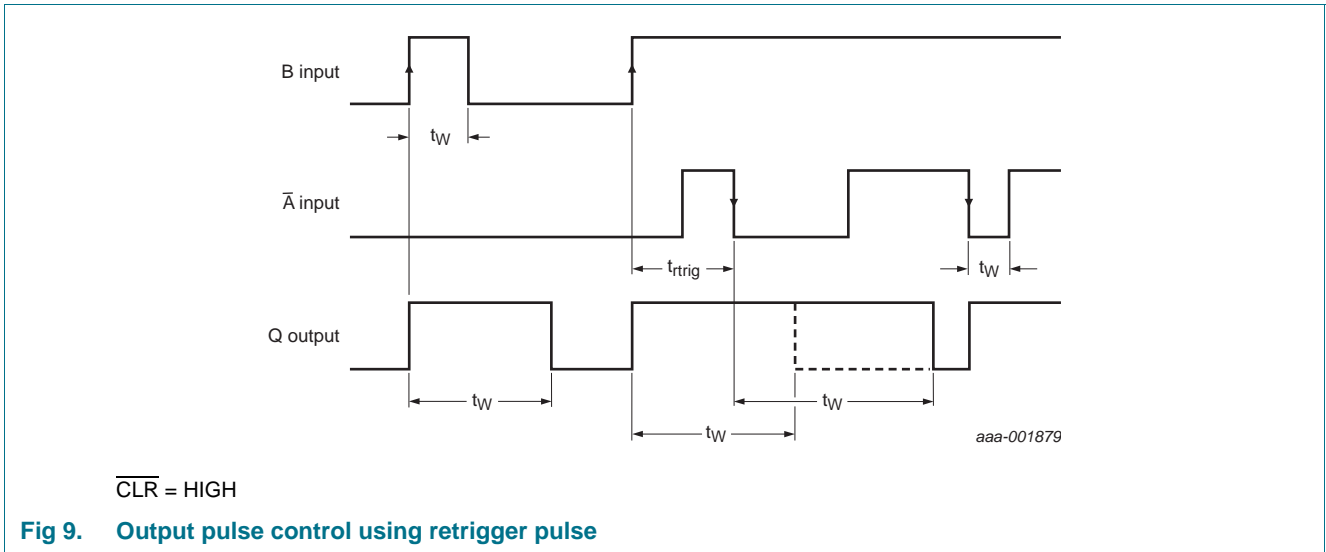 B input
tW
A̅ input
trtrig
tW
Q output
tW
tW
tW
aaa-001879
C̅L̅R̅ = HIGH
Fig 9. Output pulse control using retrigger pulse